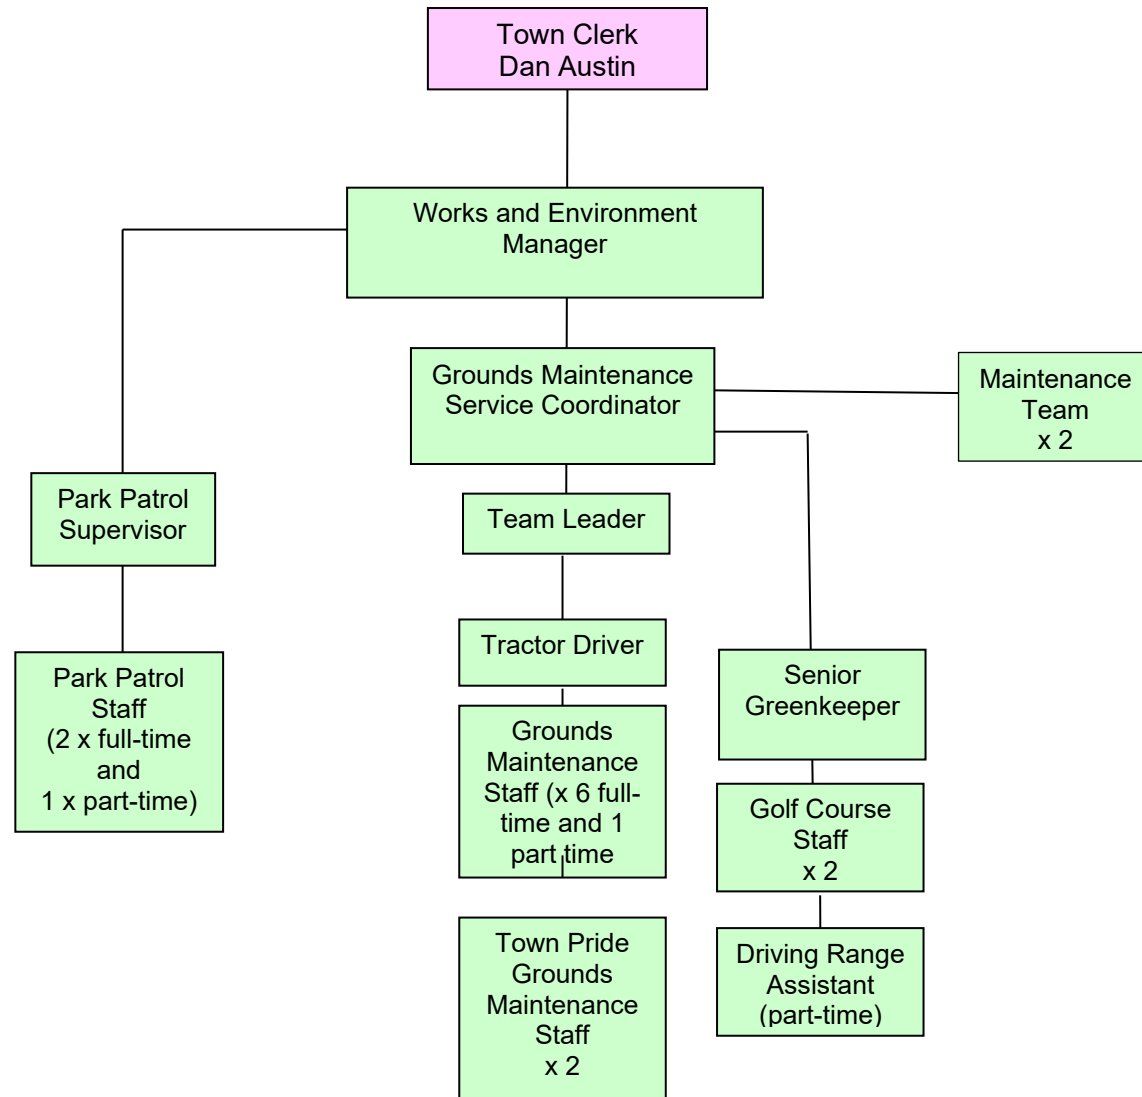 Town Clerk
Dan Austin
Works and Environment
Manager
Grounds Maintenance
Service Coordinator
Maintenance
Team
x 2
Park Patrol
Supervisor
Team Leader
Park Patrol
Staff
(2 x full-time
and
1 x part-time)
Tractor Driver
Grounds
Maintenance
Staff (x 6 full-
time and 1
part time
Town Pride
Grounds
Maintenance
Staff
x 2
Senior
Greenkeeper
Golf Course
Staff
x 2
Driving Range
Assistant
(part-time)